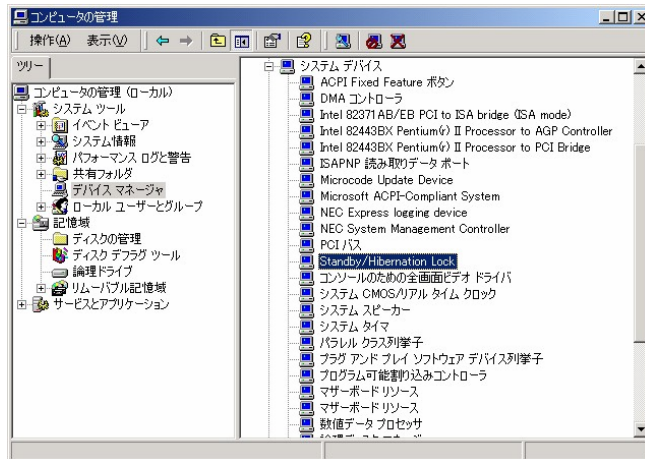 コンピュータの管理
操作(A) 表示(V)
ツリー
コンピュータの管理 (ローカル)
システム ツール
イベント ビューア
システム情報
パフォーマンス ログと警告
共有フォルダ
デバイス マネージャ
ローカル ユーザーとグループ
記憶域
ディスクの管理
ディスク デフラグ ツール
論理ドライブ
リムーバブル記憶域
サービスとアプリケーション
システム デバイス
ACPI Fixed Feature ボタン
DMA コントローラ
Intel 82371AB/EB PCI to ISA bridge (ISA mode)
Intel 82443BX Pentium(r) II Processor to AGP Controller
Intel 82443BX Pentium(r) II Processor to PCI Bridge
ISAPNP 読み取りデータ ポート
Microcode Update Device
Microsoft ACPI-Compliant System
NEC Express logging device
NEC System Management Controller
PCI バス
Standby/Hibernation Lock
コンソールのための全画面ビデオ ドライバ
システム CMOS/リアル タイム クロック
システム スピーカー
システム タイマ
パラレル クラス列挙子
プラグ アンド プレイ ソフトウェア デバイス列挙子
プログラム可能割り込みコントローラ
マザーボード リソース
マザーボード リソース
数値データ プロセッサ